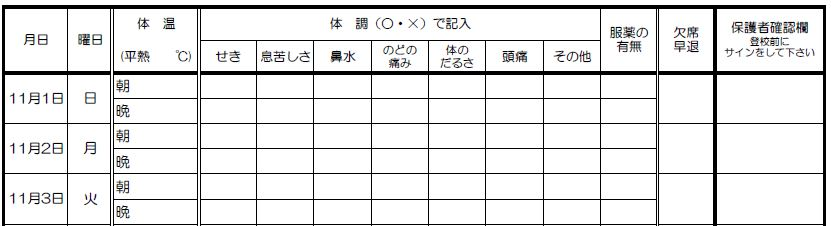 月日
曜日
体 温
(平熱 ℃)
体 調(〇・×)で記入
せき
息苦しさ
鼻水
のどの
痛み
体の
だるさ
頭痛
その他
服薬の
有無
欠席
早退
保護者確認欄
登校前に
サインをして下さい
11月1日
日
朝
晩
11月2日
月
朝
晩
11月3日
火
朝
晩